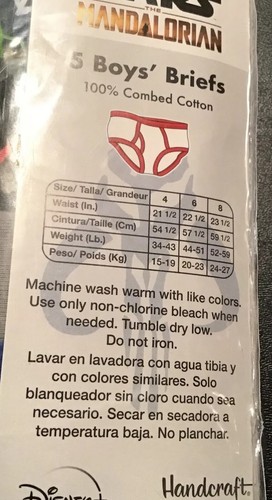 THE
MANDALORIAN
5 Boys' Briefs
100% Combed Cotton
Size/ Talla/ Grandeur 4 6 8
Waist (In.) 21 1/2 22 1/2 23 1/2
Cintura/Taille (Cm) 54 1/2 57 1/2 59 1/2
Weight (Lb.) 34-43 44-51 52-59
Peso/ Poids (Kg) 15-19 20-23 24-27
Machine wash warm with like colors.
Use only non-chlorine bleach when
needed. Tumble dry low.
Do not iron.
Lavar en lavadora con agua tibia y
con colores similares. Solo
blanqueador sin cloro cuando sea
necesario. Secar en secadora a
temperatura baja. No planchar.
Disney
Handcraft®